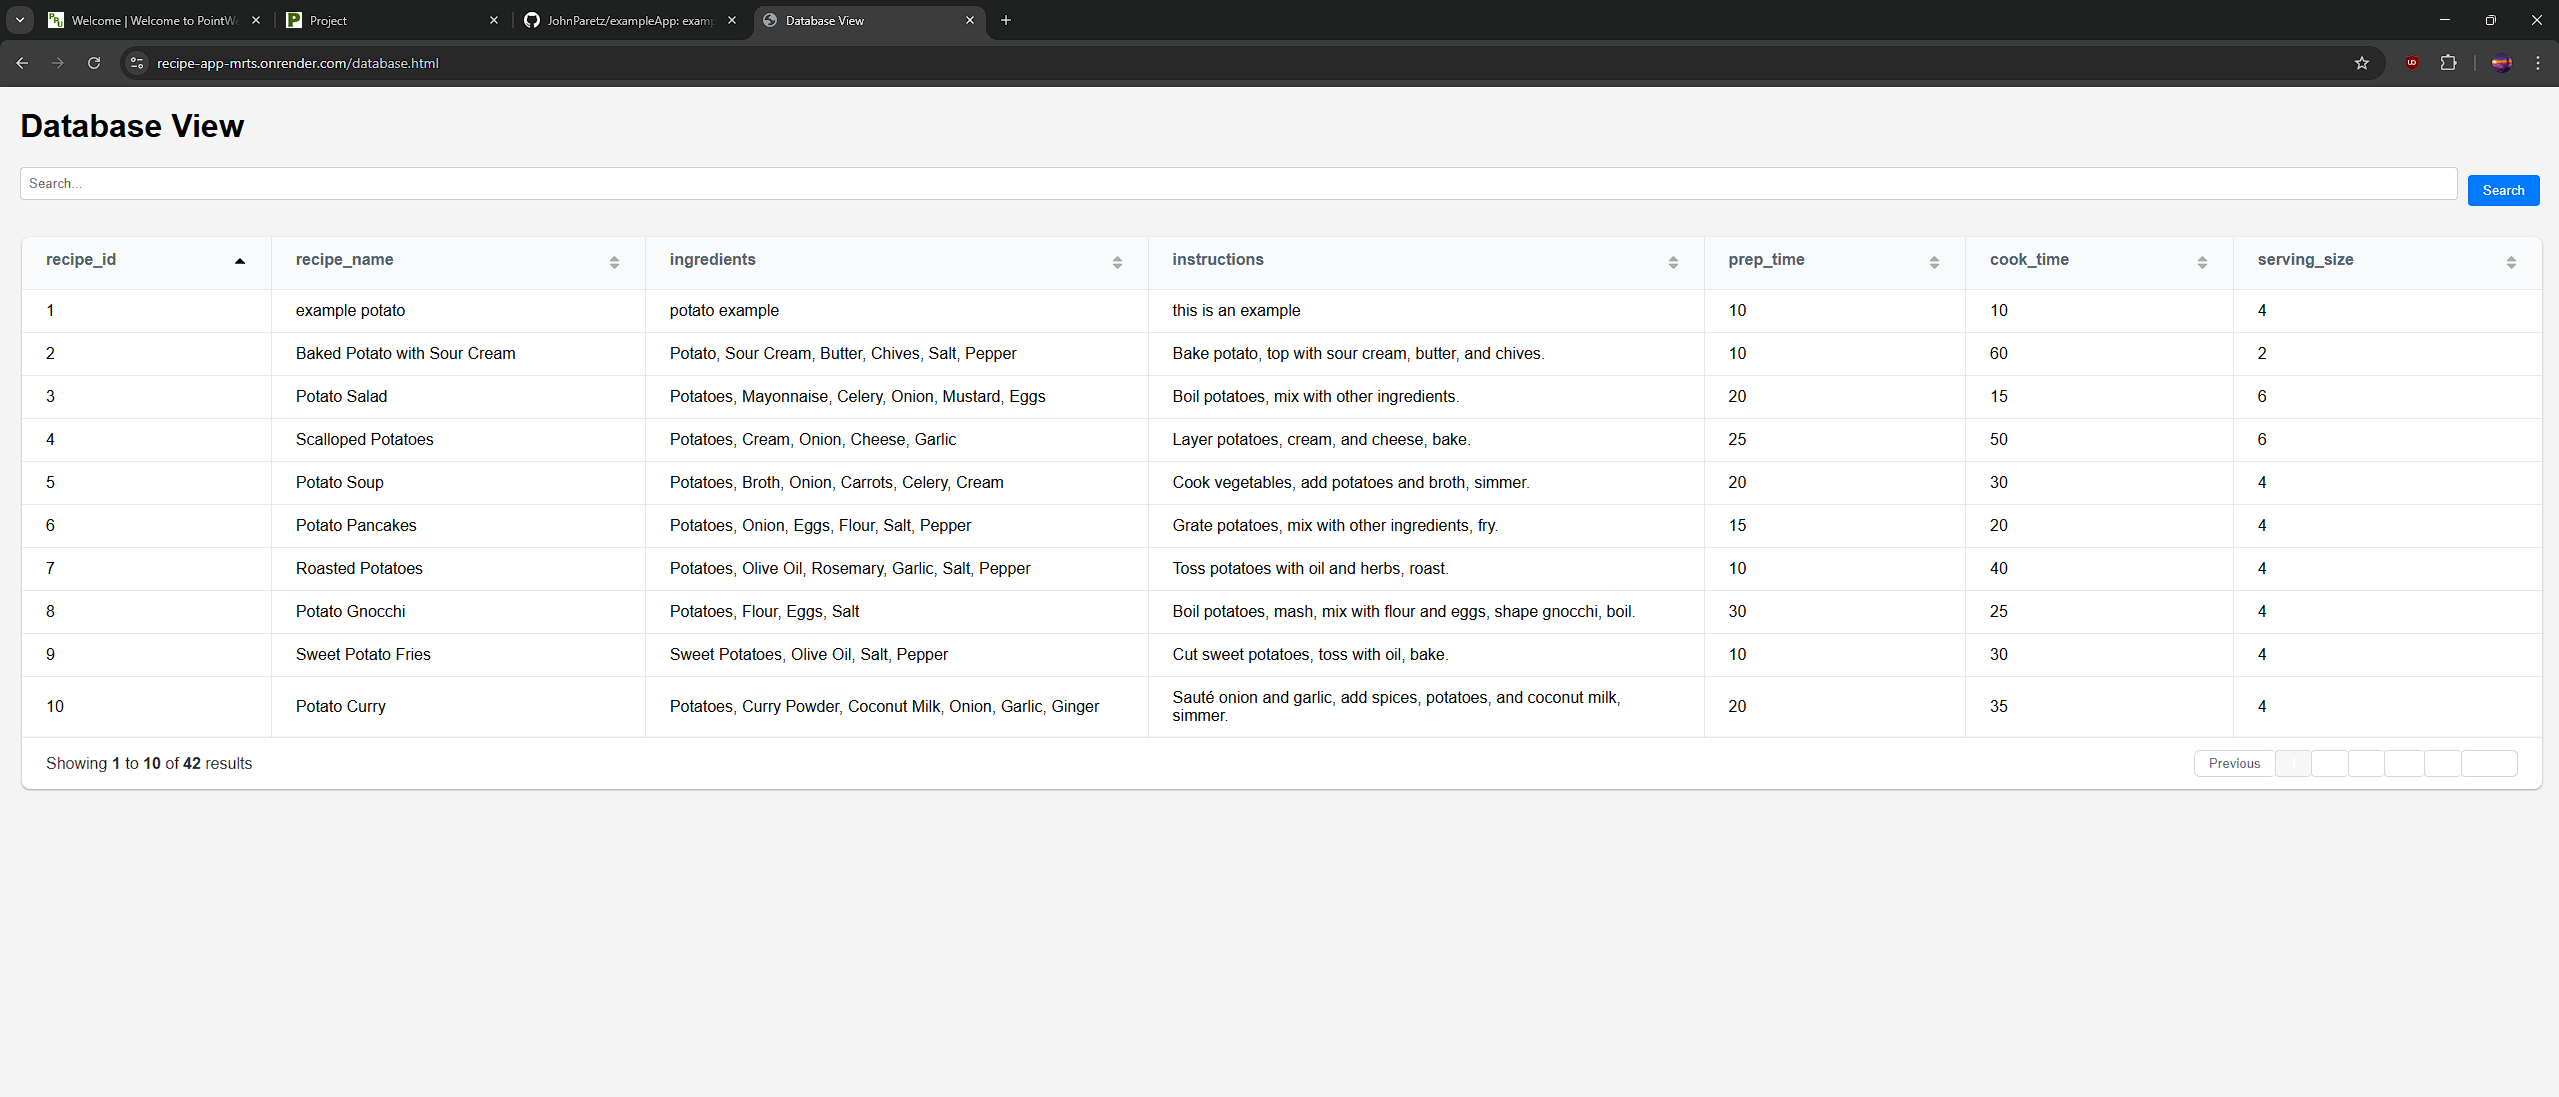 Welcome | Welcome to PointW
Project
JohnParetz/exampleApp: examp
Database View
recipe-app-mrts.onrender.com/database.html
Database View
Search...
Search
recipe_id recipe_name ingredients instructions prep_time cook_time serving_size
1 example potato potato example this is an example 10 10 4
2 Baked Potato with Sour Cream Potato, Sour Cream, Butter, Chives, Salt, Pepper Bake potato, top with sour cream, butter, and chives. 10 60 2
3 Potato Salad Potatoes, Mayonnaise, Celery, Onion, Mustard, Eggs Boil potatoes, mix with other ingredients. 20 15 6
4 Scalloped Potatoes Potatoes, Cream, Onion, Cheese, Garlic Layer potatoes, cream, and cheese, bake. 25 50 6
5 Potato Soup Potatoes, Broth, Onion, Carrots, Celery, Cream Cook vegetables, add potatoes and broth, simmer. 20 30 4
6 Potato Pancakes Potatoes, Onion, Eggs, Flour, Salt, Pepper Grate potatoes, mix with other ingredients, fry. 15 20 4
7 Roasted Potatoes Potatoes, Olive Oil, Rosemary, Garlic, Salt, Pepper Toss potatoes with oil and herbs, roast. 10 40 4
8 Potato Gnocchi Potatoes, Flour, Eggs, Salt Boil potatoes, mash, mix with flour and eggs, shape gnocchi, boil. 30 25 4
9 Sweet Potato Fries Sweet Potatoes, Olive Oil, Salt, Pepper Cut sweet potatoes, toss with oil, bake. 10 30 4
10 Potato Curry Potatoes, Curry Powder, Coconut Milk, Onion, Garlic, Ginger Sauté onion and garlic, add spices, potatoes, and coconut milk, 20 35 4
simmer.
Showing 1 to 10 of 42 results
Previous 1